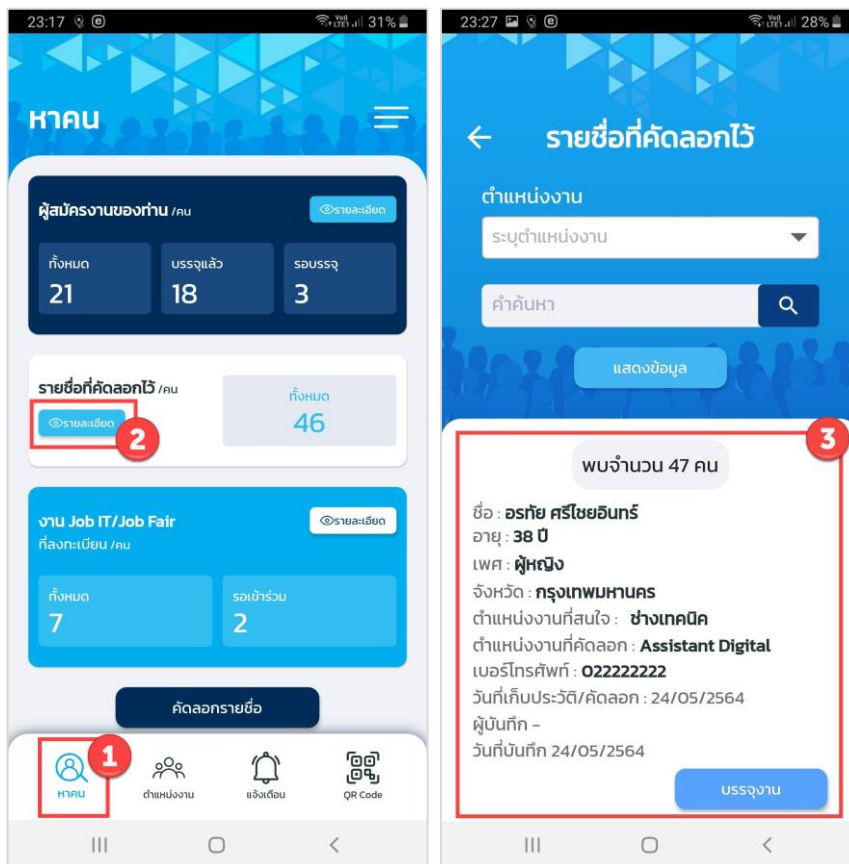 23:17
31%
หาคน
ผู้สมัครงานของท่าน /คน
รายละเอียด
ทั้งหมด
บรรจุแล้ว
รอบรรจุ
21
18
3
รายชื่อที่คัดลอกไว้ /คน
รายละเอียด
2
ทั้งหมด
46
งาน Job IT/Job Fair
รายละเอียด
ที่ลงทะเบียน /คน
ทั้งหมด
รอเข้าร่วม
7
2
คัดลอกรายชื่อ
1
หาคน
ตำแหน่งงาน
แจ้งเตือน
QR Code
23:27
28%
รายชื่อที่คัดลอกไว้
ตำแหน่งงาน
ระบุตำแหน่งงาน
คำค้นหา
แสดงข้อมูล
3
พบจำนวน 47 คน
ชื่อ : อรทัย ศรีไชยอินทร์
อายุ : 38 ปี
เพศ : ผู้หญิง
จังหวัด : กรุงเทพมหานคร
ตำแหน่งงานที่สนใจ : ช่างเทคนิค
ตำแหน่งงานที่คัดลอก : Assistant Digital
เบอร์โทรศัพท์ : 022222222
วันที่เก็บประวัติ/คัดลอก : 24/05/2564
ผู้บันทึก -
วันที่บันทึก 24/05/2564
บรรจุงาน